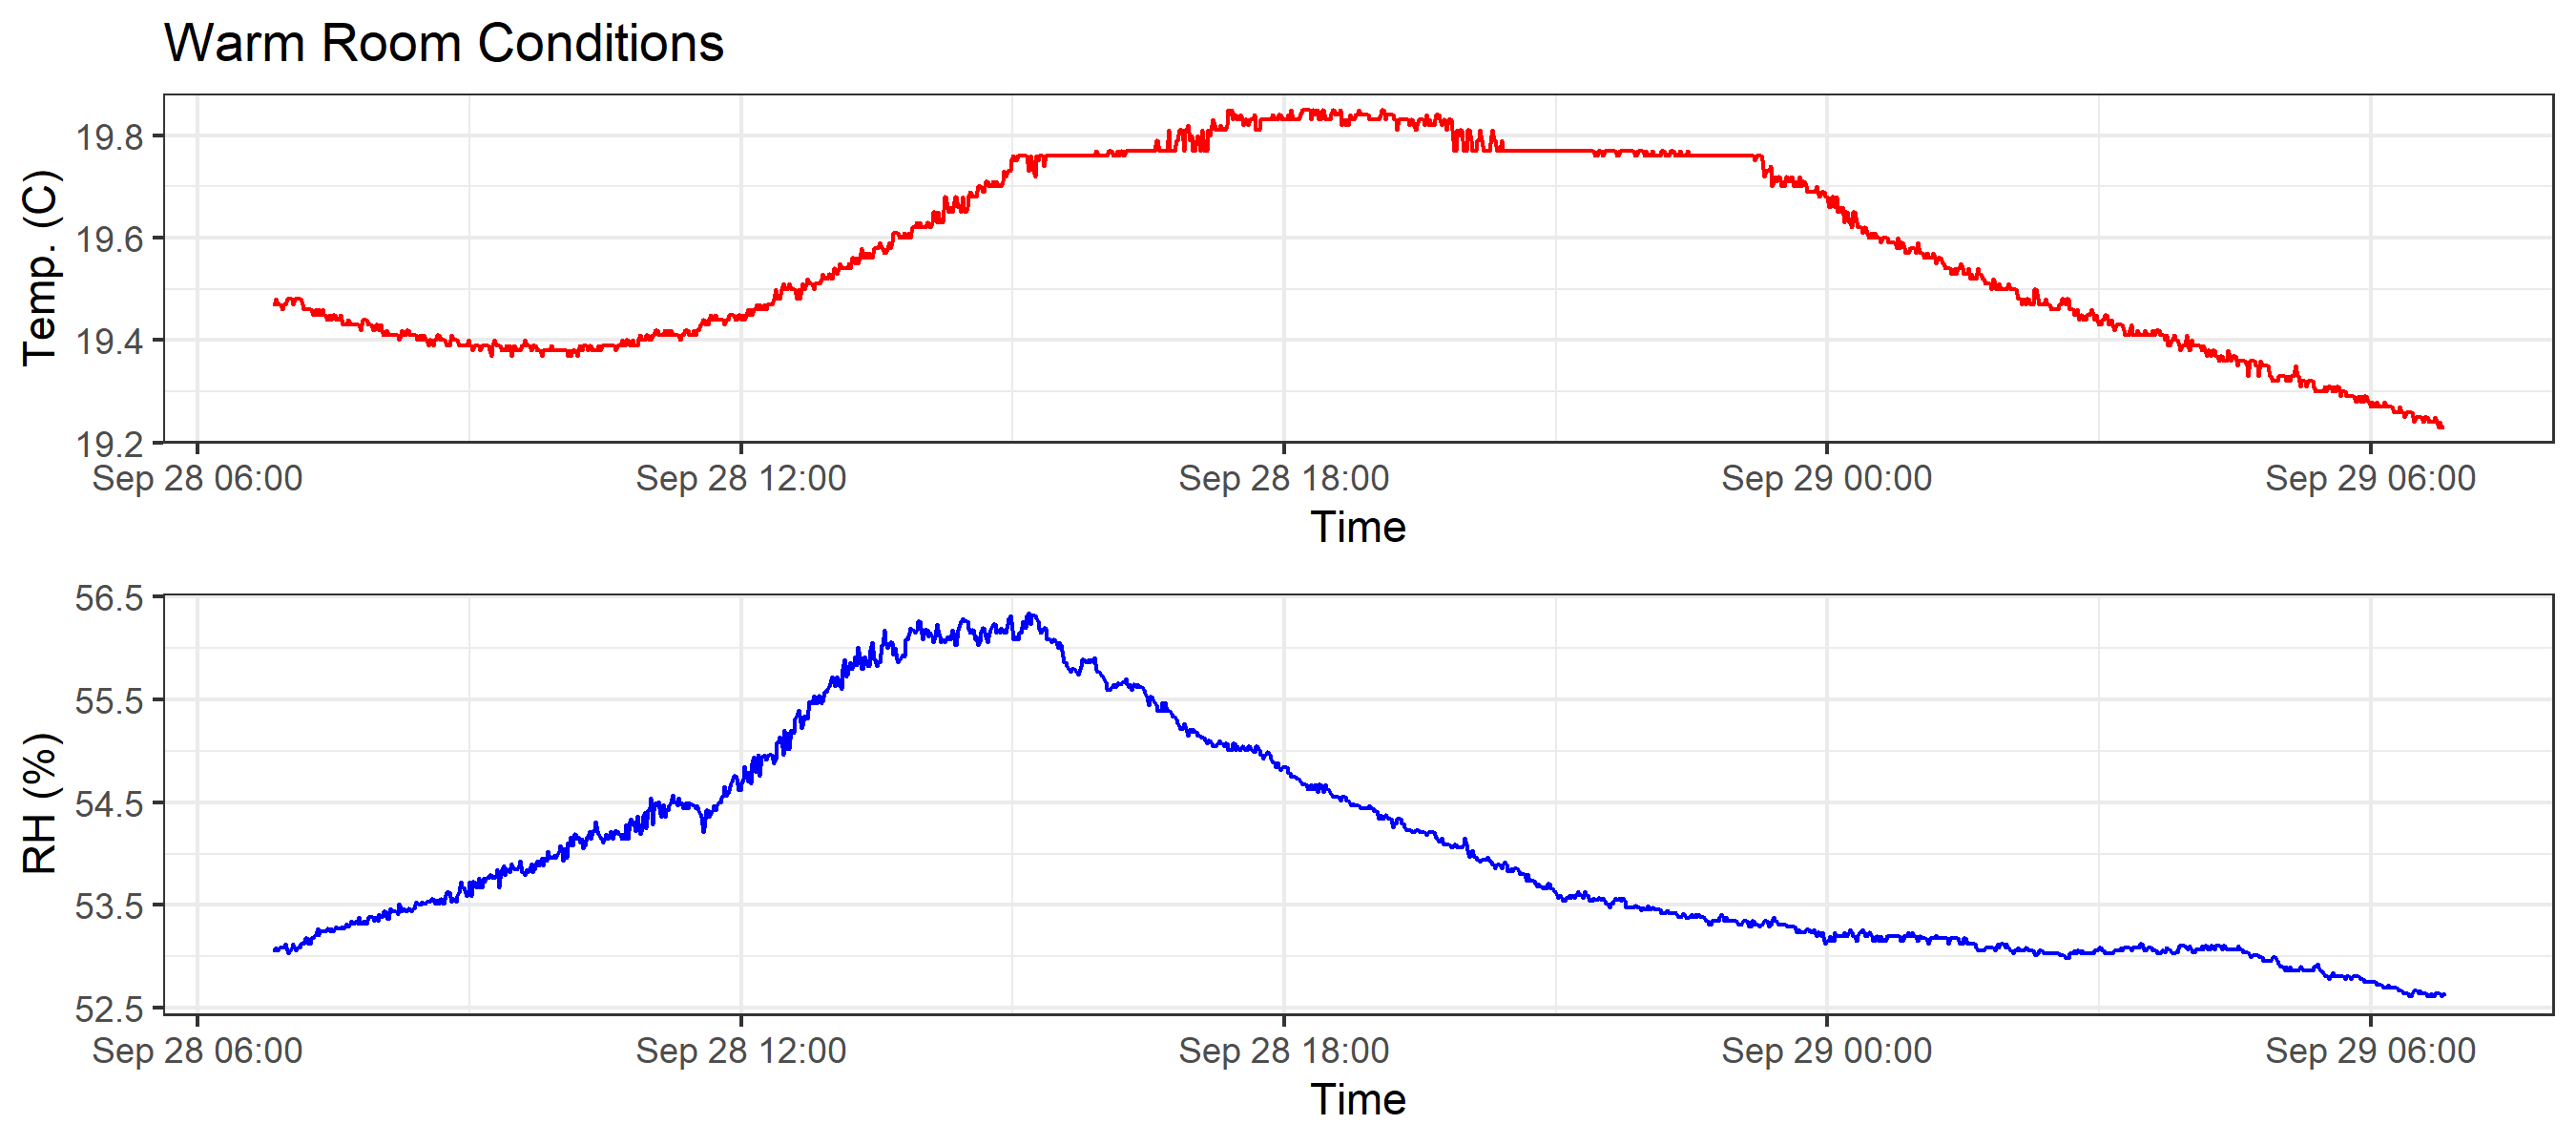 Warm Room Conditions
Temp. (C)
19.8
19.6
19.4
19.2
Sep 28 06:00 Sep 28 12:00 Sep 28 18:00 Sep 29 00:00 Sep 29 06:00
Time
RH (%)
56.5
55.5
54.5
53.5
52.5
Sep 28 06:00 Sep 28 12:00 Sep 28 18:00 Sep 29 00:00 Sep 29 06:00
Time